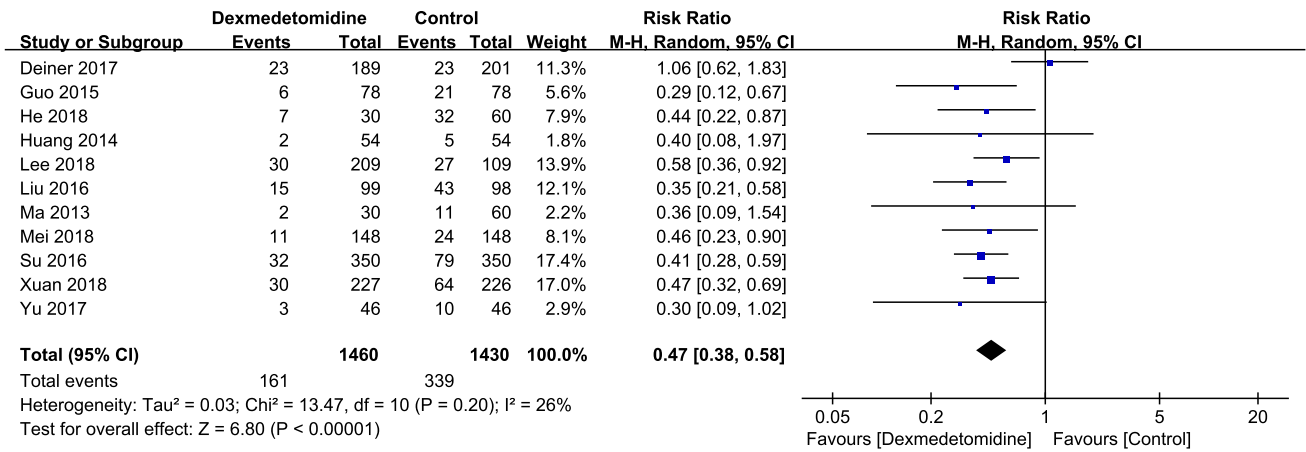 Dexmedetomidine Control Risk Ratio Risk Ratio
Study or Subgroup Events Total Events Total Weight M-H, Random, 95% CI M-H, Random, 95% CI
Deiner 2017 23 189 23 201 11.3% 1.06 [0.62, 1.83]
Guo 2015 6 78 21 78 5.6% 0.29 [0.12, 0.67]
He 2018 7 30 32 60 7.9% 0.44 [0.22, 0.87]
Huang 2014 2 54 5 54 1.8% 0.40 [0.08, 1.97]
Lee 2018 30 209 27 109 13.9% 0.58 [0.36, 0.92]
Liu 2016 15 99 43 98 12.1% 0.35 [0.21, 0.58]
Ma 2013 2 30 11 60 2.2% 0.36 [0.09, 1.54]
Mei 2018 11 148 24 148 8.1% 0.46 [0.23, 0.90]
Su 2016 32 350 79 350 17.4% 0.41 [0.28, 0.59]
Xuan 2018 30 227 64 226 17.0% 0.47 [0.32, 0.69]
Yu 2017 3 46 10 46 2.9% 0.30 [0.09, 1.02]
Total (95% CI) 1460 1430 100.0% 0.47 [0.38, 0.58]
Total events 161 339
Heterogeneity: Tau² = 0.03; Chi² = 13.47, df = 10 (P = 0.20); I² = 26%
Test for overall effect: Z = 6.80 (P < 0.00001)
0.05 0.2 1 5 20
Favours [Dexmedetomidine] Favours [Control]